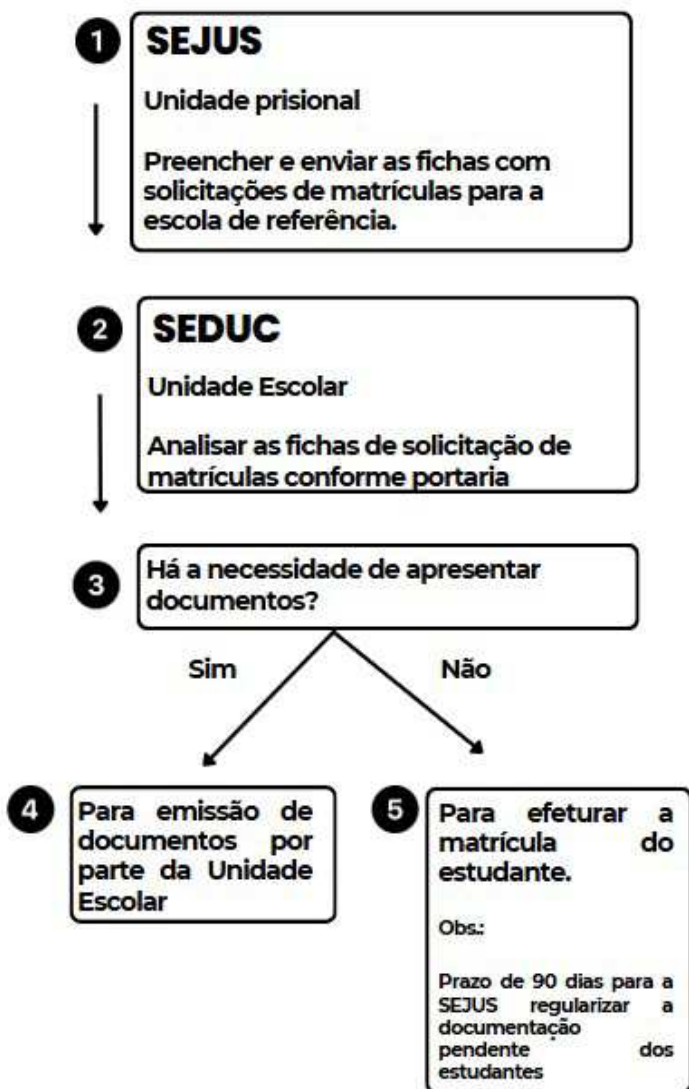 1
SEJUS
Unidade prisional
Preencher e enviar as fichas com
solicitações de matrículas para a
escola de referência.
2
SEDUC
Unidade Escolar
Analisar as fichas de solicitação de
matrículas conforme portaria
3
Há a necessidade de apresentar
documentos?
Sim
Não
4
Para emissão de
documentos por
parte da Unidade
Escolar
5
Para efeturar a
matrícula do
estudante.
Obs.:
Prazo de 90 dias para a
SEJUS regularizar a
documentação
pendente dos
estudantes